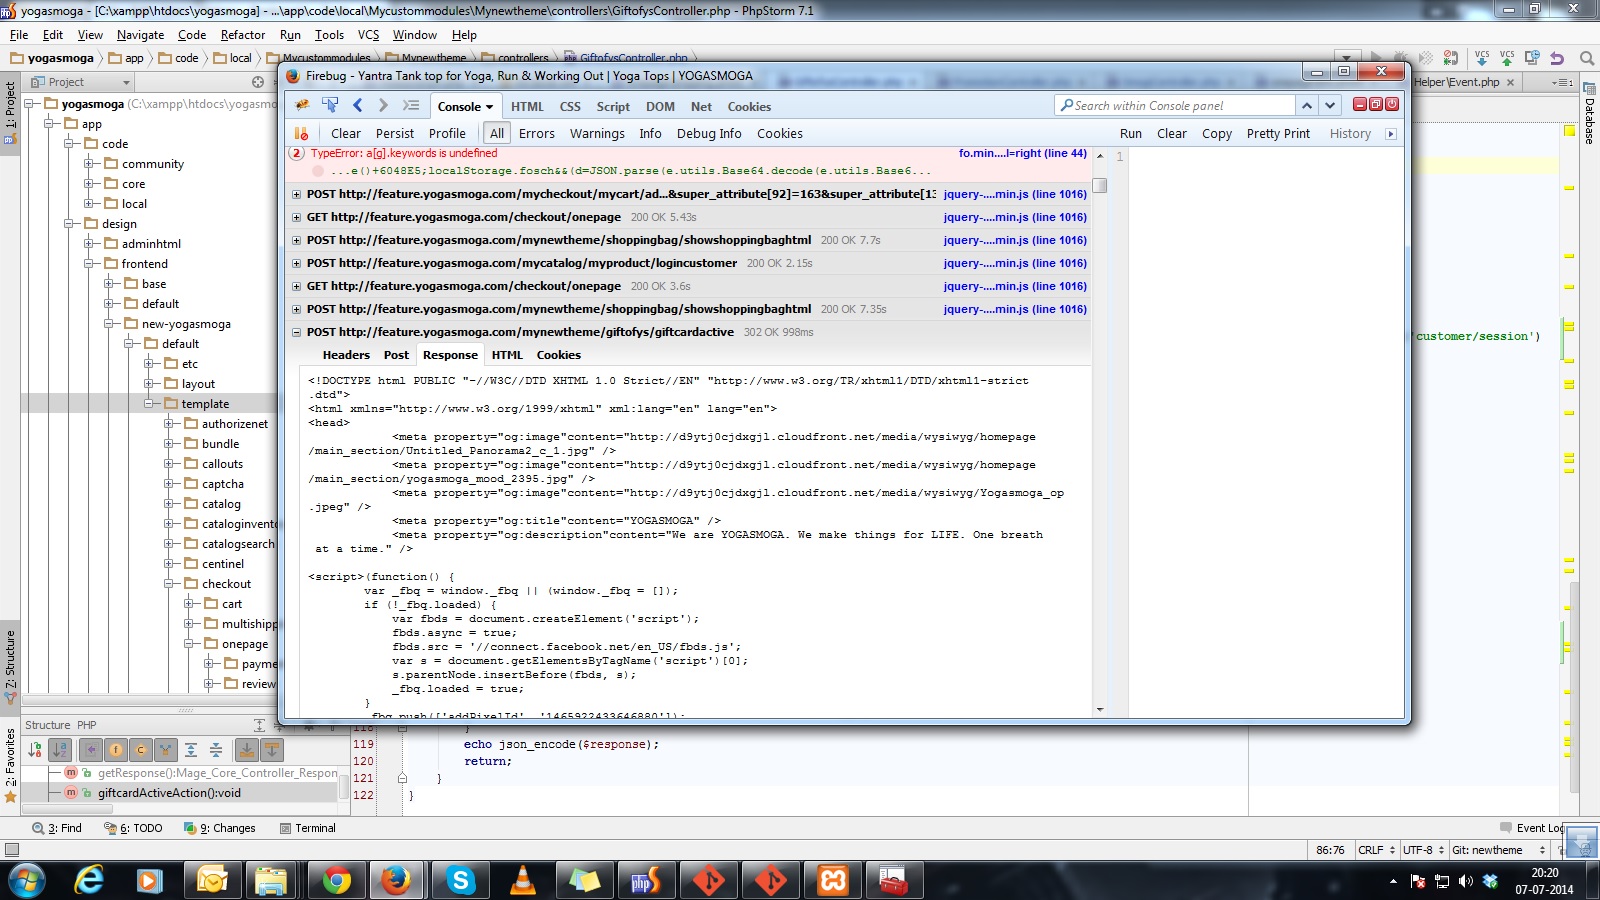 yogasmoga - [C:\xampp\htdocs\yogasmoga] - ...\app\code\local\Mycustommodules\Mynewtheme\controllers\GiftofysController.php - PhpStorm 7.1
File Edit View Navigate Code Refactor Run Tools VCS Window Help
yogasmoga app code local Mycustommodules Mynewtheme controllers GiftofysController.php
VCS VCS
1: Project
Project
Helper\Event.php
Database
yogasmoga (C:\xampp\htdocs\yogasmo
app
code
community
core
local
design
adminhtml
frontend
base
default
new-yogasmoga
default
etc
layout
template
authorizenet
bundle
callouts
captcha
catalog
cataloginvent
catalogsearch
centinel
checkout
cart
multishipp
onepage
payme
review
Firebug - Yantra Tank top for Yoga, Run & Working Out | Yoga Tops | YOGASMOGA
Console HTML CSS Script DOM Net Cookies
Search within Console panel
Clear Persist Profile All Errors Warnings Info Debug Info Cookies
Run Clear Copy Pretty Print History
2 TypeError: a[g].keywords is undefined fo.min....l=right (line 44)
...e()+6048E5;localStorage.fosch&&(d=JSON.parse(e.utils.Base64.decode(e.utils.Base6...
1
POST http://feature.yogasmoga.com/mycheckout/mycart/ad...&super_attribute[92]=163&super_attribute[13 jquery-....min.js (line 1016)
GET http://feature.yogasmoga.com/checkout/onepage 200 OK 5.43s jquery-....min.js (line 1016)
POST http://feature.yogasmoga.com/mynewtheme/shoppingbag/showshoppingbaghtml 200 OK 7.7s jquery-....min.js (line 1016)
POST http://feature.yogasmoga.com/mycatalog/myproduct/logincustomer 200 OK 2.15s jquery-....min.js (line 1016)
GET http://feature.yogasmoga.com/checkout/onepage 200 OK 3.6s jquery-....min.js (line 1016)
POST http://feature.yogasmoga.com/mynewtheme/shoppingbag/showshoppingbaghtml 200 OK 7.35s jquery-....min.js (line 1016)
POST http://feature.yogasmoga.com/mynewtheme/giftofys/giftcardactive 302 OK 998ms
Headers Post Response HTML Cookies
<!DOCTYPE html PUBLIC "-//W3C//DTD XHTML 1.0 Strict//EN" "http://www.w3.org/TR/xhtml1/DTD/xhtml1-strict
.dtd">
<html xmlns="http://www.w3.org/1999/xhtml" xml:lang="en" lang="en">
<head>
<meta property="og:image"content="http://d9ytj0cjdxgjl.cloudfront.net/media/wysiwyg/homepage
/main_section/Untitled_Panorama2_c_1.jpg" />
<meta property="og:image"content="http://d9ytj0cjdxgjl.cloudfront.net/media/wysiwyg/homepage
/main_section/yogasmoga_mood_2395.jpg" />
<meta property="og:image"content="http://d9ytj0cjdxgjl.cloudfront.net/media/wysiwyg/Yogasmoga_op
.jpeg" />
<meta property="og:title"content="YOGASMOGA" />
<meta property="og:description"content="We are YOGASMOGA. We make things for LIFE. One breath
at a time." />
<script>(function() {
var _fbq = window._fbq || (window._fbq = []);
if (!_fbq.loaded) {
var fbds = document.createElement('script');
fbds.async = true;
fbds.src = '//connect.facebook.net/en_US/fbds.js';
var s = document.getElementsByTagName('script')[0];
s.parentNode.insertBefore(fbds, s);
_fbq.loaded = true;
}
_fbq.push(['addPixelId', '1465922433646880']);
customer/session')
Z: Structure
2: Favorites
Structure PHP
getResponse():Mage_Core_Controller_Respon
giftcardActiveAction():void
118 }
119 echo json_encode($response);
120 return;
121 }
122 }
3: Find 6: TODO 9: Changes Terminal Event Log
86:76 CRLF UTF-8 Git: newtheme
20:20
07-07-2014